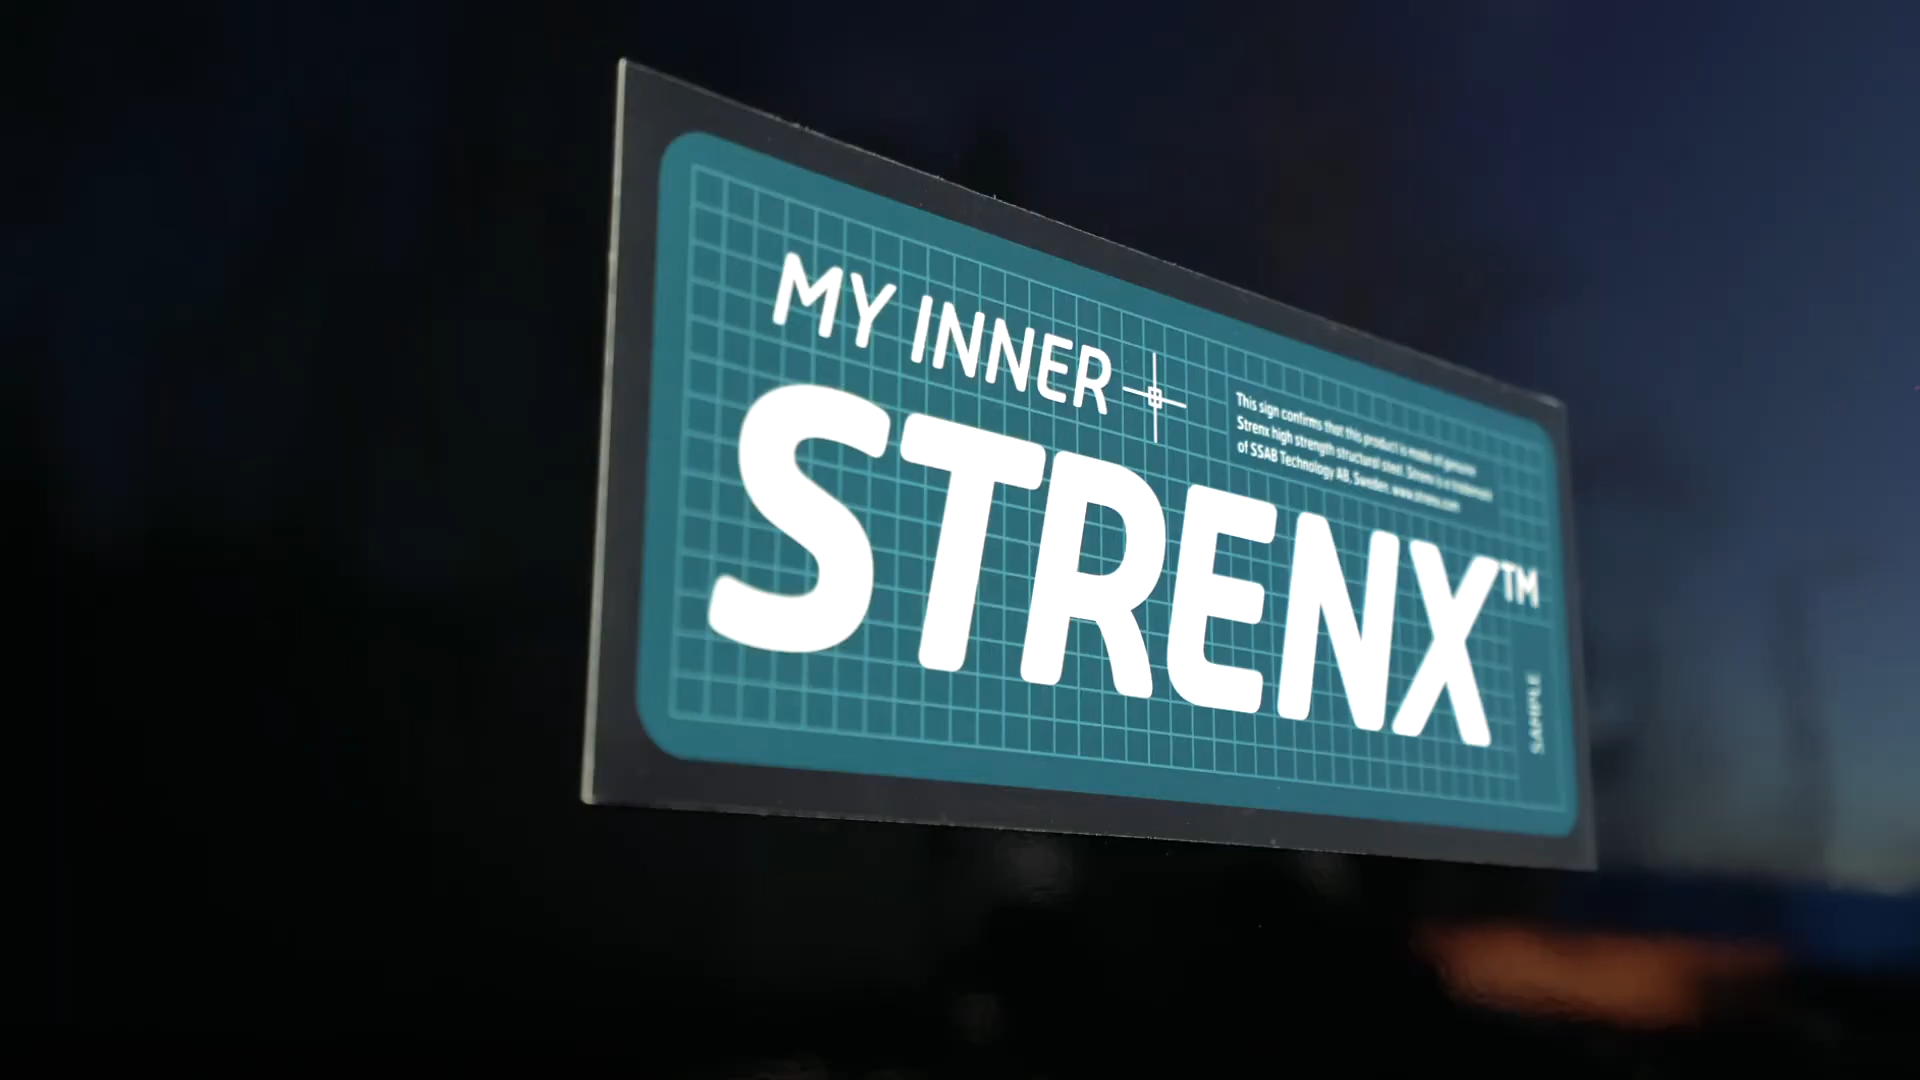 MY INNER
STRENX™
This sign confirms that this product is made of genuine
Strenx high strength structural steel. Strenx is a trademark
of SSAB Technology AB, Sweden. www.strenx.com
SAMPLE